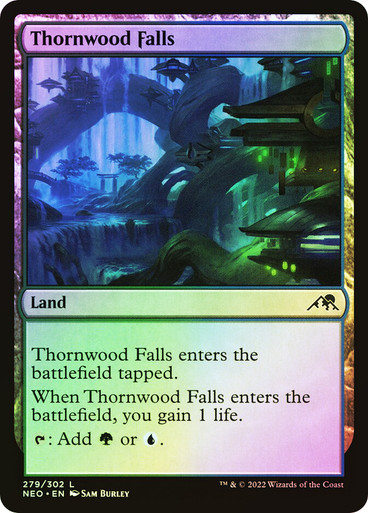 Thornwood Falls
Land
Thornwood Falls enters the
battlefield tapped.
When Thornwood Falls enters the
battlefield, you gain 1 life.
: Add or .
279/302 L
NEO • EN SAM BURLEY
™ & © 2022 Wizards of the Coast